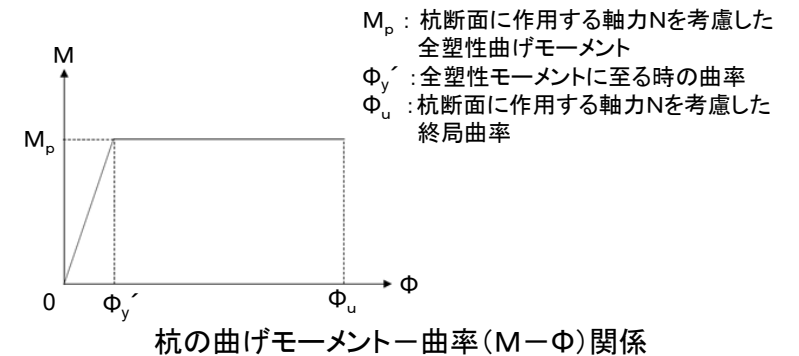 Mp : 杭断面に作用する軸力Nを考慮した
全塑性曲げモーメント
Φy´ : 全塑性モーメントに至る時の曲率
Φu : 杭断面に作用する軸力Nを考慮した
終局曲率
M
Mp
0
Φy´
Φu
Φ
杭の曲げモーメント－曲率(M－Φ)関係